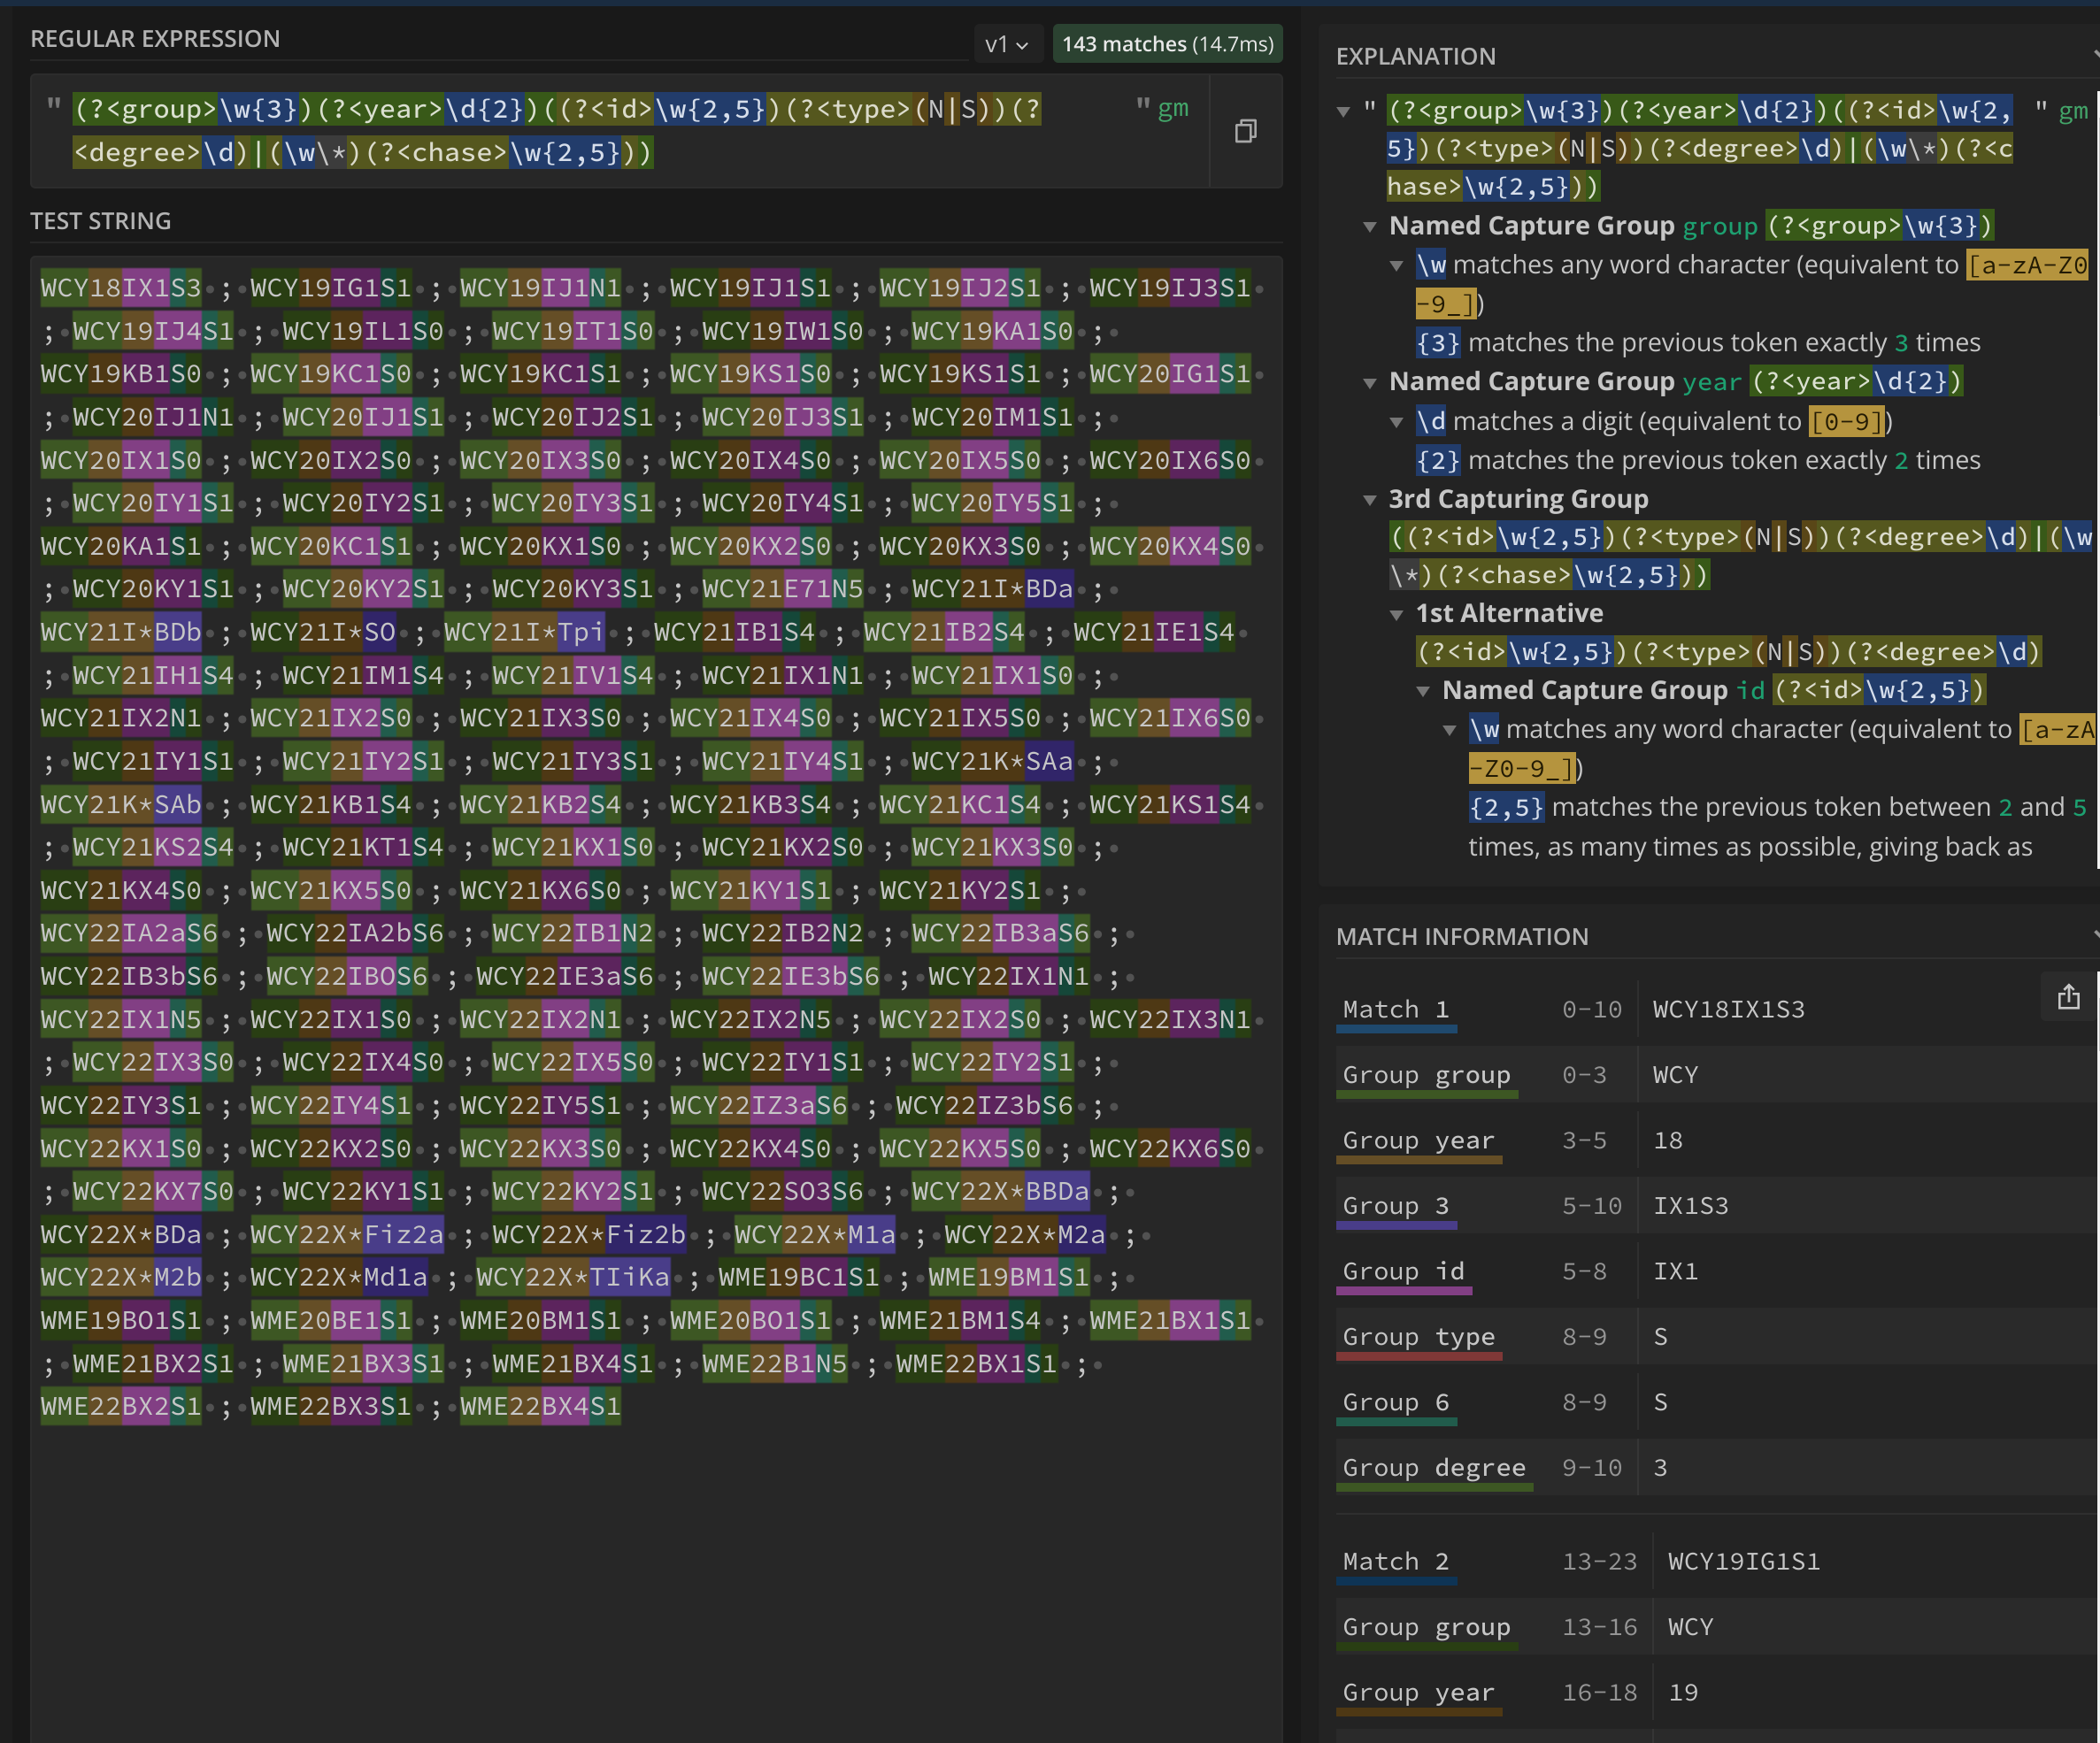 REGULAR EXPRESSION
v1
143 matches (14.7ms)
" (?<group>\w{3})(?<year>\d{2})((?<id>\w{2,5})(?<type>(N|S))(?
<degree>\d)|(\w\*)(?<chase>\w{2,5})) " gm
TEST STRING
WCY18IX1S3 ; WCY19IG1S1 ; WCY19IJ1N1 ; WCY19IJ1S1 ; WCY19IJ2S1 ; WCY19IJ3S1
; WCY19IJ4S1 ; WCY19IL1S0 ; WCY19IT1S0 ; WCY19IW1S0 ; WCY19KA1S0 ;
WCY19KB1S0 ; WCY19KC1S0 ; WCY19KC1S1 ; WCY19KS1S0 ; WCY19KS1S1 ; WCY20IG1S1
; WCY20IJ1N1 ; WCY20IJ1S1 ; WCY20IJ2S1 ; WCY20IJ3S1 ; WCY20IM1S1 ;
WCY20IX1S0 ; WCY20IX2S0 ; WCY20IX3S0 ; WCY20IX4S0 ; WCY20IX5S0 ; WCY20IX6S0
; WCY20IY1S1 ; WCY20IY2S1 ; WCY20IY3S1 ; WCY20IY4S1 ; WCY20IY5S1 ;
WCY20KA1S1 ; WCY20KC1S1 ; WCY20KX1S0 ; WCY20KX2S0 ; WCY20KX3S0 ; WCY20KX4S0
; WCY20KY1S1 ; WCY20KY2S1 ; WCY20KY3S1 ; WCY21E71N5 ; WCY21I*BDa ;
WCY21I*BDb ; WCY21I*SO ; WCY21I*Tpi ; WCY21IB1S4 ; WCY21IB2S4 ; WCY21IE1S4
; WCY21IH1S4 ; WCY21IM1S4 ; WCY21IV1S4 ; WCY21IX1N1 ; WCY21IX1S0 ;
WCY21IX2N1 ; WCY21IX2S0 ; WCY21IX3S0 ; WCY21IX4S0 ; WCY21IX5S0 ; WCY21IX6S0
; WCY21IY1S1 ; WCY21IY2S1 ; WCY21IY3S1 ; WCY21IY4S1 ; WCY21K*SAa ;
WCY21K*SAb ; WCY21KB1S4 ; WCY21KB2S4 ; WCY21KB3S4 ; WCY21KC1S4 ; WCY21KS1S4
; WCY21KS2S4 ; WCY21KT1S4 ; WCY21KX1S0 ; WCY21KX2S0 ; WCY21KX3S0 ;
WCY21KX4S0 ; WCY21KX5S0 ; WCY21KX6S0 ; WCY21KY1S1 ; WCY21KY2S1 ;
WCY22IA2aS6 ; WCY22IA2bS6 ; WCY22IB1N2 ; WCY22IB2N2 ; WCY22IB3aS6 ;
WCY22IB3bS6 ; WCY22IBOS6 ; WCY22IE3aS6 ; WCY22IE3bS6 ; WCY22IX1N1 ;
WCY22IX1N5 ; WCY22IX1S0 ; WCY22IX2N1 ; WCY22IX2N5 ; WCY22IX2S0 ; WCY22IX3N1
; WCY22IX3S0 ; WCY22IX4S0 ; WCY22IX5S0 ; WCY22IY1S1 ; WCY22IY2S1 ;
WCY22IY3S1 ; WCY22IY4S1 ; WCY22IY5S1 ; WCY22IZ3aS6 ; WCY22IZ3bS6 ;
WCY22KX1S0 ; WCY22KX2S0 ; WCY22KX3S0 ; WCY22KX4S0 ; WCY22KX5S0 ; WCY22KX6S0
; WCY22KX7S0 ; WCY22KY1S1 ; WCY22KY2S1 ; WCY22SO3S6 ; WCY22X*BBDa ;
WCY22X*BDa ; WCY22X*Fiz2a ; WCY22X*Fiz2b ; WCY22X*M1a ; WCY22X*M2a ;
WCY22X*M2b ; WCY22X*Md1a ; WCY22X*TIiKa ; WME19BC1S1 ; WME19BM1S1 ;
WME19BO1S1 ; WME20BE1S1 ; WME20BM1S1 ; WME20BO1S1 ; WME21BM1S4 ; WME21BX1S1
; WME21BX2S1 ; WME21BX3S1 ; WME21BX4S1 ; WME22B1N5 ; WME22BX1S1 ;
WME22BX2S1 ; WME22BX3S1 ; WME22BX4S1
EXPLANATION
" (?<group>\w{3})(?<year>\d{2})((?<id>\w{2, " gm
5})(?<type>(N|S))(?<degree>\d)|(\w\*)(?<c
hase>\w{2,5}))
Named Capture Group group (?<group>\w{3})
\w matches any word character (equivalent to [a-zA-Z0
-9_])
{3} matches the previous token exactly 3 times
Named Capture Group year (?<year>\d{2})
\d matches a digit (equivalent to [0-9])
{2} matches the previous token exactly 2 times
3rd Capturing Group
((?<id>\w{2,5})(?<type>(N|S))(?<degree>\d)|(\w
\*)(?<chase>\w{2,5}))
1st Alternative
(?<id>\w{2,5})(?<type>(N|S))(?<degree>\d)
Named Capture Group id (?<id>\w{2,5})
\w matches any word character (equivalent to [a-zA
-Z0-9_])
{2,5} matches the previous token between 2 and 5
times, as many times as possible, giving back as
MATCH INFORMATION
Match 1 0-10 WCY18IX1S3
Group group 0-3 WCY
Group year 3-5 18
Group 3 5-10 IX1S3
Group id 5-8 IX1
Group type 8-9 S
Group 6 8-9 S
Group degree 9-10 3
Match 2 13-23 WCY19IG1S1
Group group 13-16 WCY
Group year 16-18 19